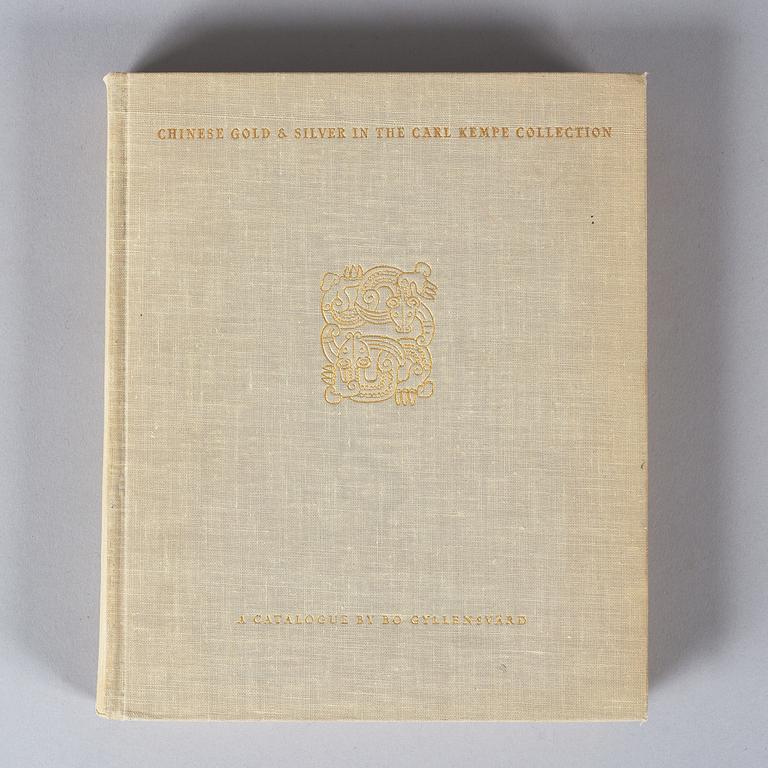 CHINESE GOLD & SILVER IN THE CARL KEMPE COLLECTION
A CATALOGUE BY BO GYLLENSVÄRD